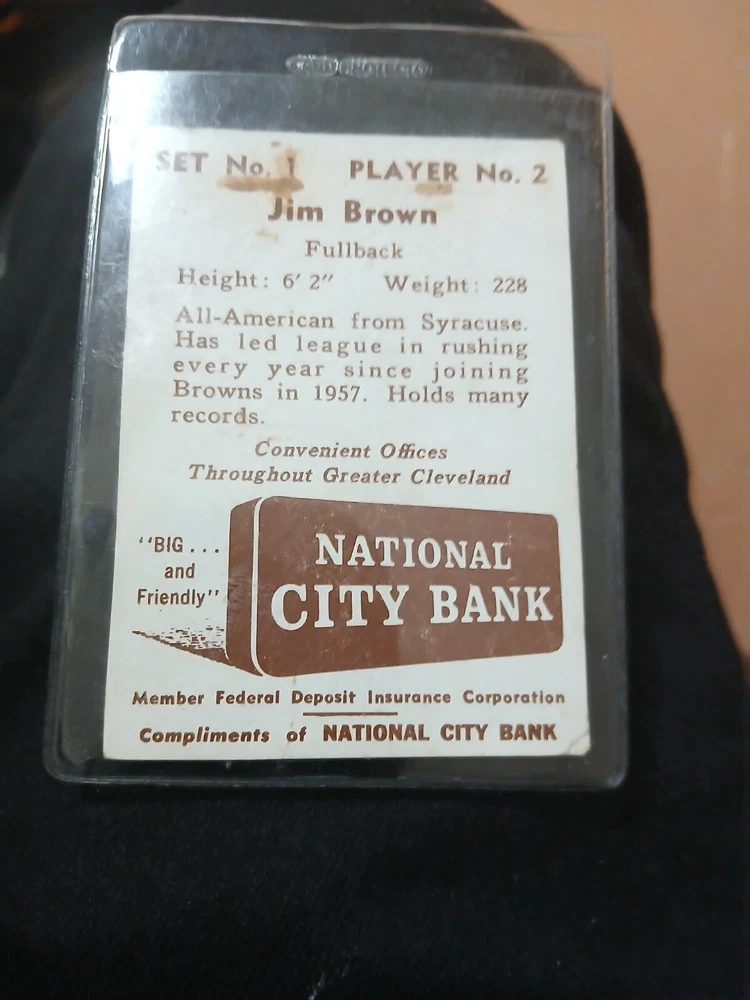 CARD PROTECTO
SET No. 1 PLAYER No. 2
Jim Brown
Fullback
Height: 6' 2" Weight: 228
All-American from Syracuse.
Has led league in rushing
every year since joining
Browns in 1957. Holds many
records.
Convenient Offices
Throughout Greater Cleveland
"BIG...
and
Friendly"
NATIONAL
CITY BANK
Member Federal Deposit Insurance Corporation
Compliments of NATIONAL CITY BANK